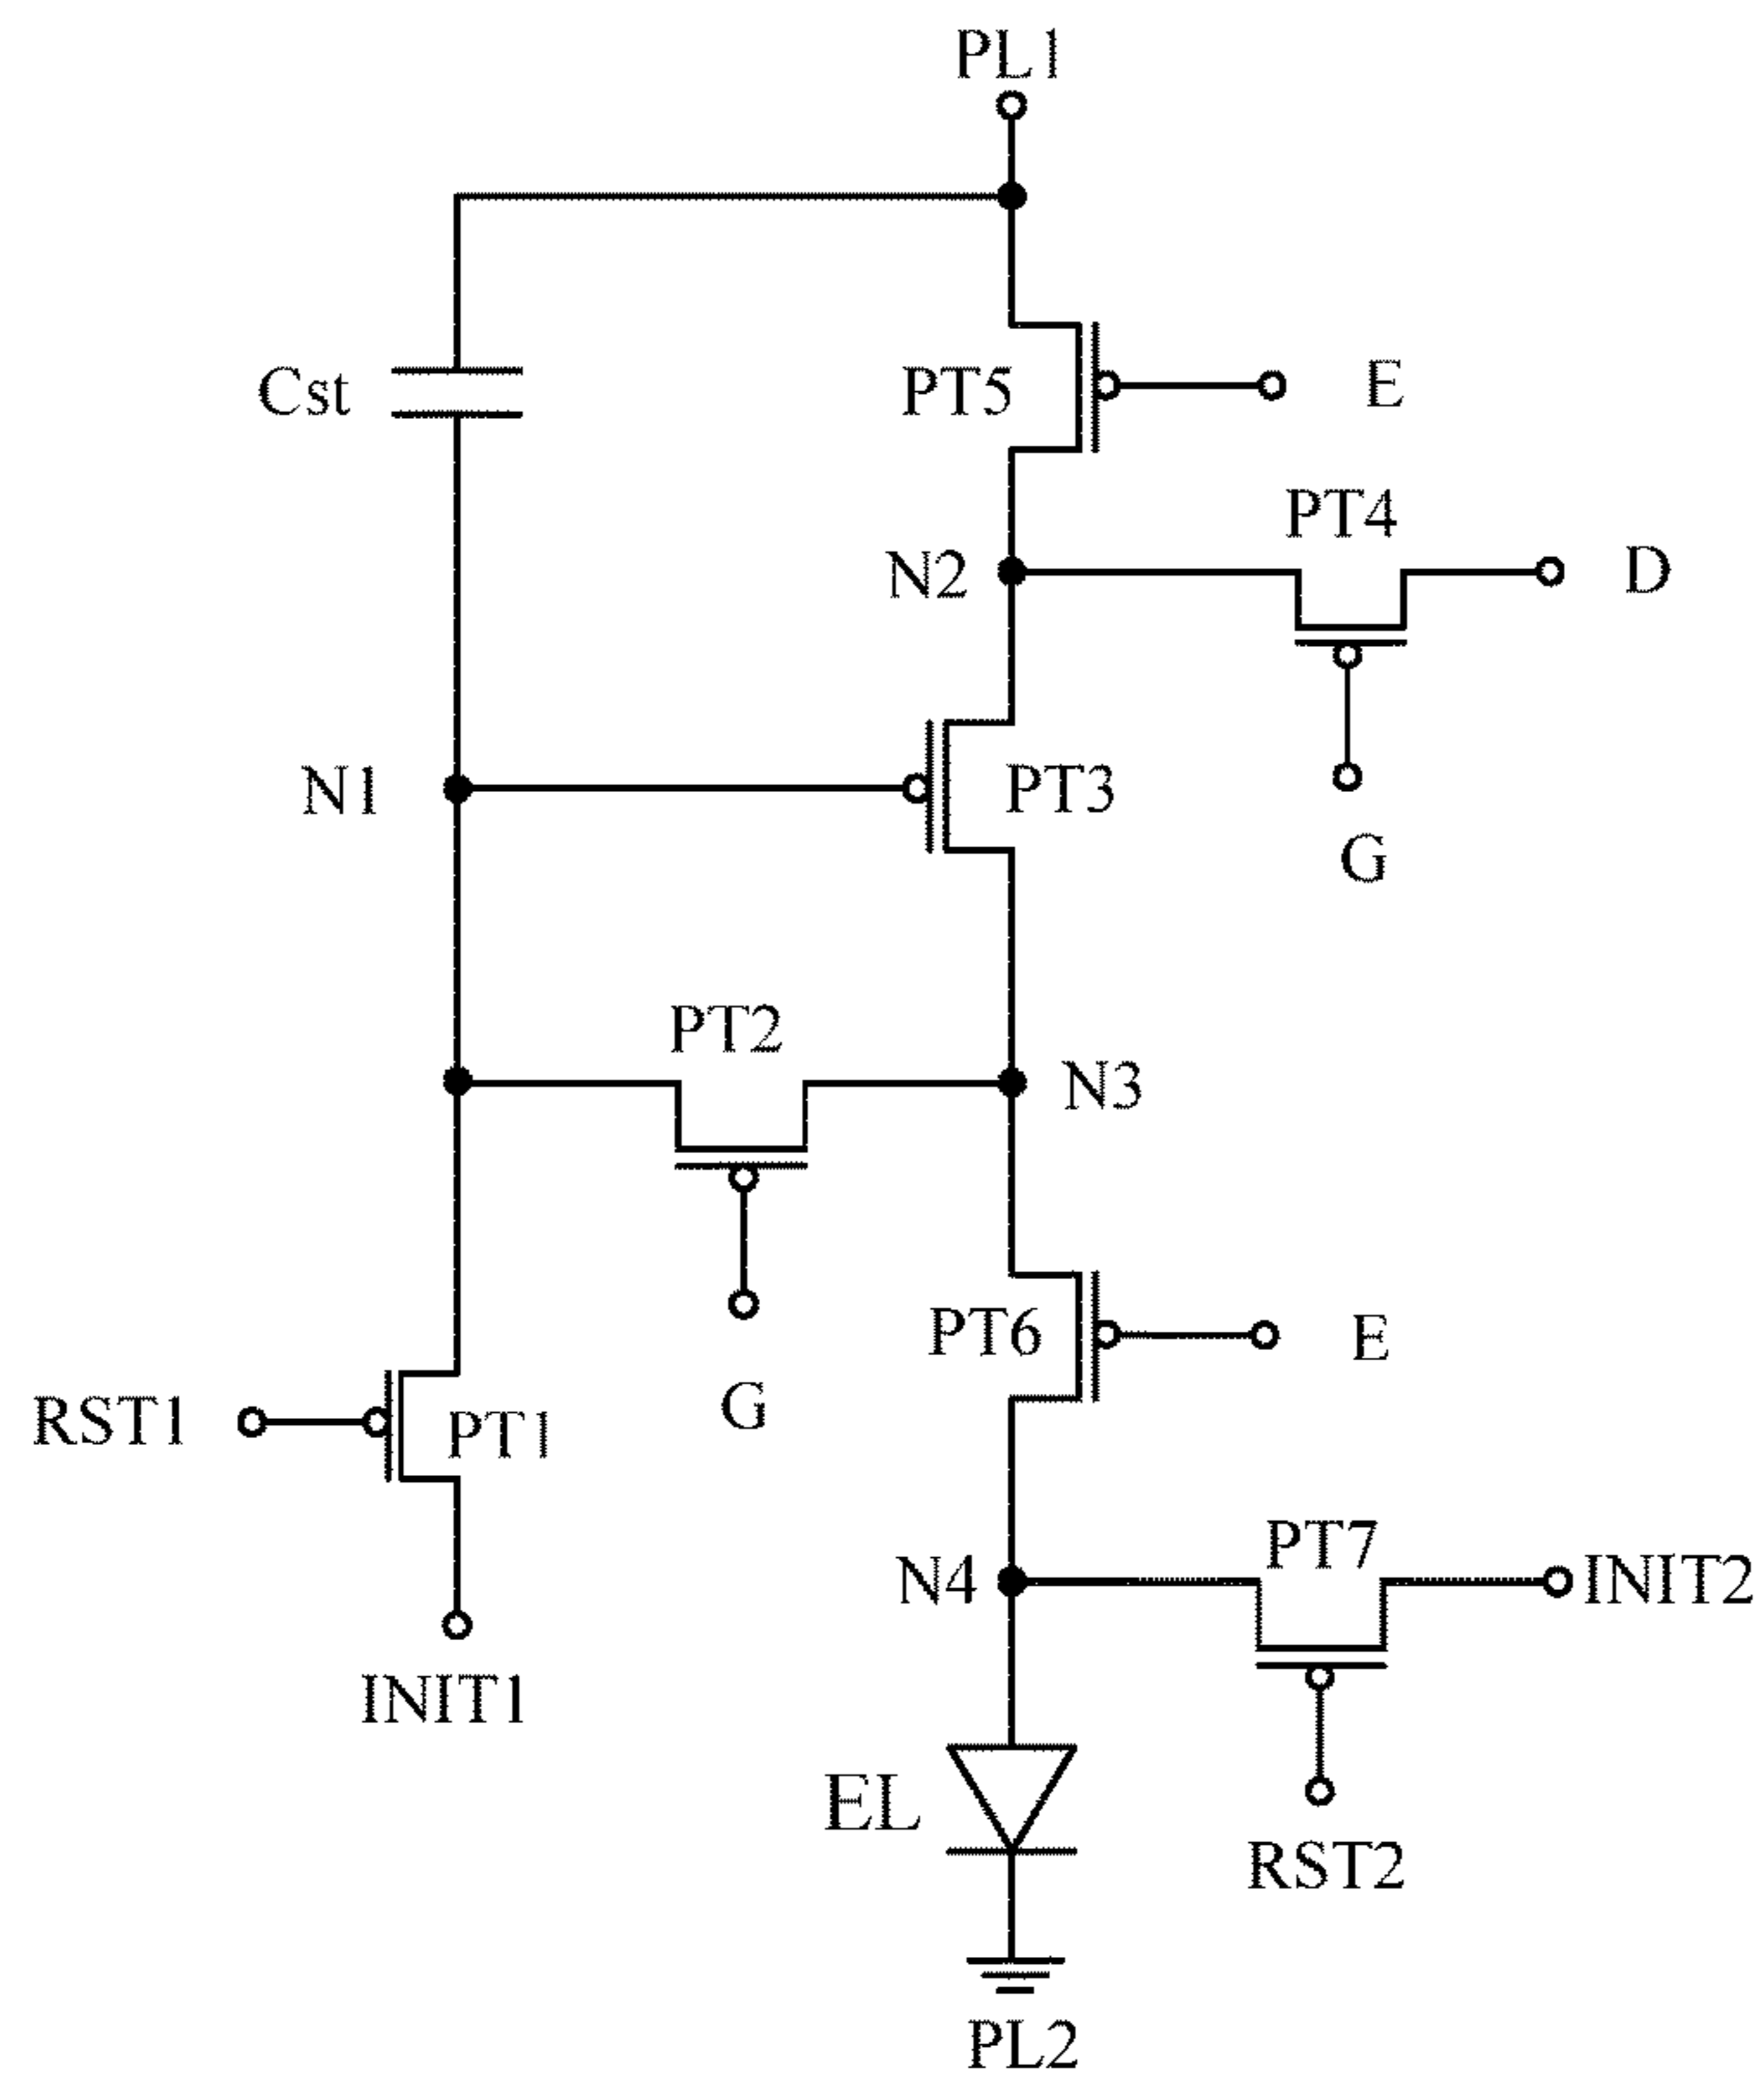 PL1
Cst
PT5
E
PT4
N2
D
N1
PT3
G
PT2
N3
PT6
E
G
RST1
PT1
PT7
N4
INIT2
INIT1
EL
RST2
PL2